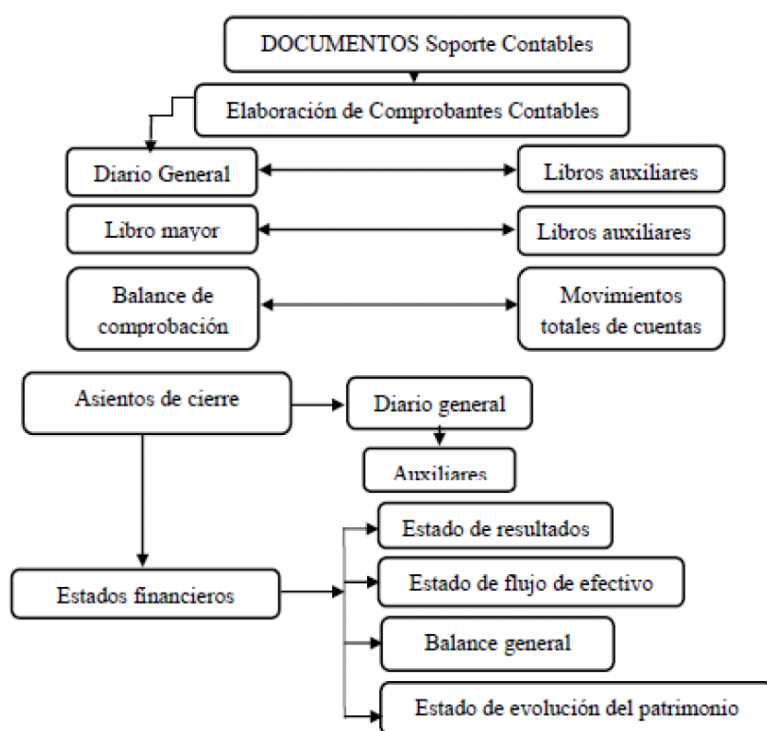 DOCUMENTOS Soporte Contables
Elaboración de Comprobantes Contables
Diario General
Libros auxiliares
Libro mayor
Libros auxiliares
Balance de
comprobación
Movimientos
totales de cuentas
Asientos de cierre
Diario general
Auxiliares
Estado de resultados
Estado de flujo de efectivo
Estados financieros
Balance general
Estado de evolución del patrimonio